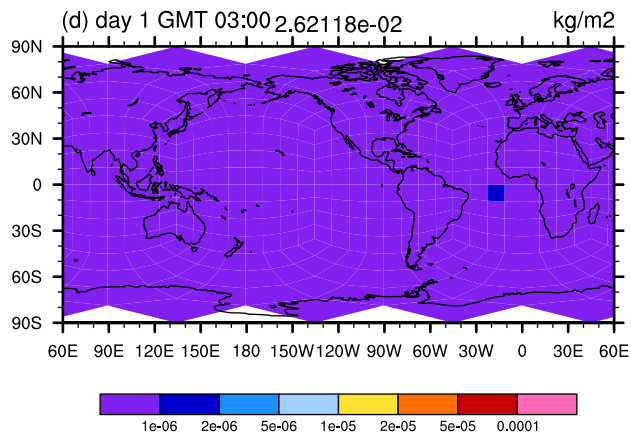 (d) day 1 GMT 03:00 2.62118e-02 kg/m2
90N
60N
30N
0
30S
60S
90S
60E 90E 120E 150E 180 150W 120W 90W 60W 30W 0 30E 60E
1e-06 2e-06 5e-06 1e-05 2e-05 5e-05 0.0001